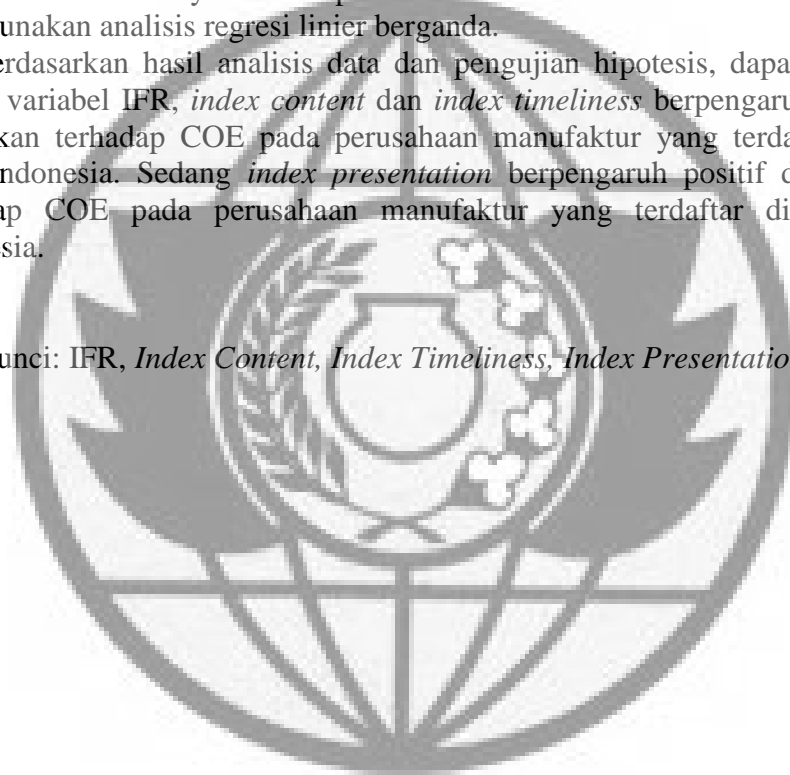 unakan analisis regresi linier berganda.
erdasarkan hasil analisis data dan pengujian hipotesis, dapa
variabel IFR, index content dan index timeliness berpengaru
kan terhadap COE pada perusahaan manufaktur yang terda
ndonesia. Sedang index presentation berpengaruh positif d
ap COE pada perusahaan manufaktur yang terdaftar di
esia.
unci: IFR, Index Content, Index Timeliness, Index Presentatio